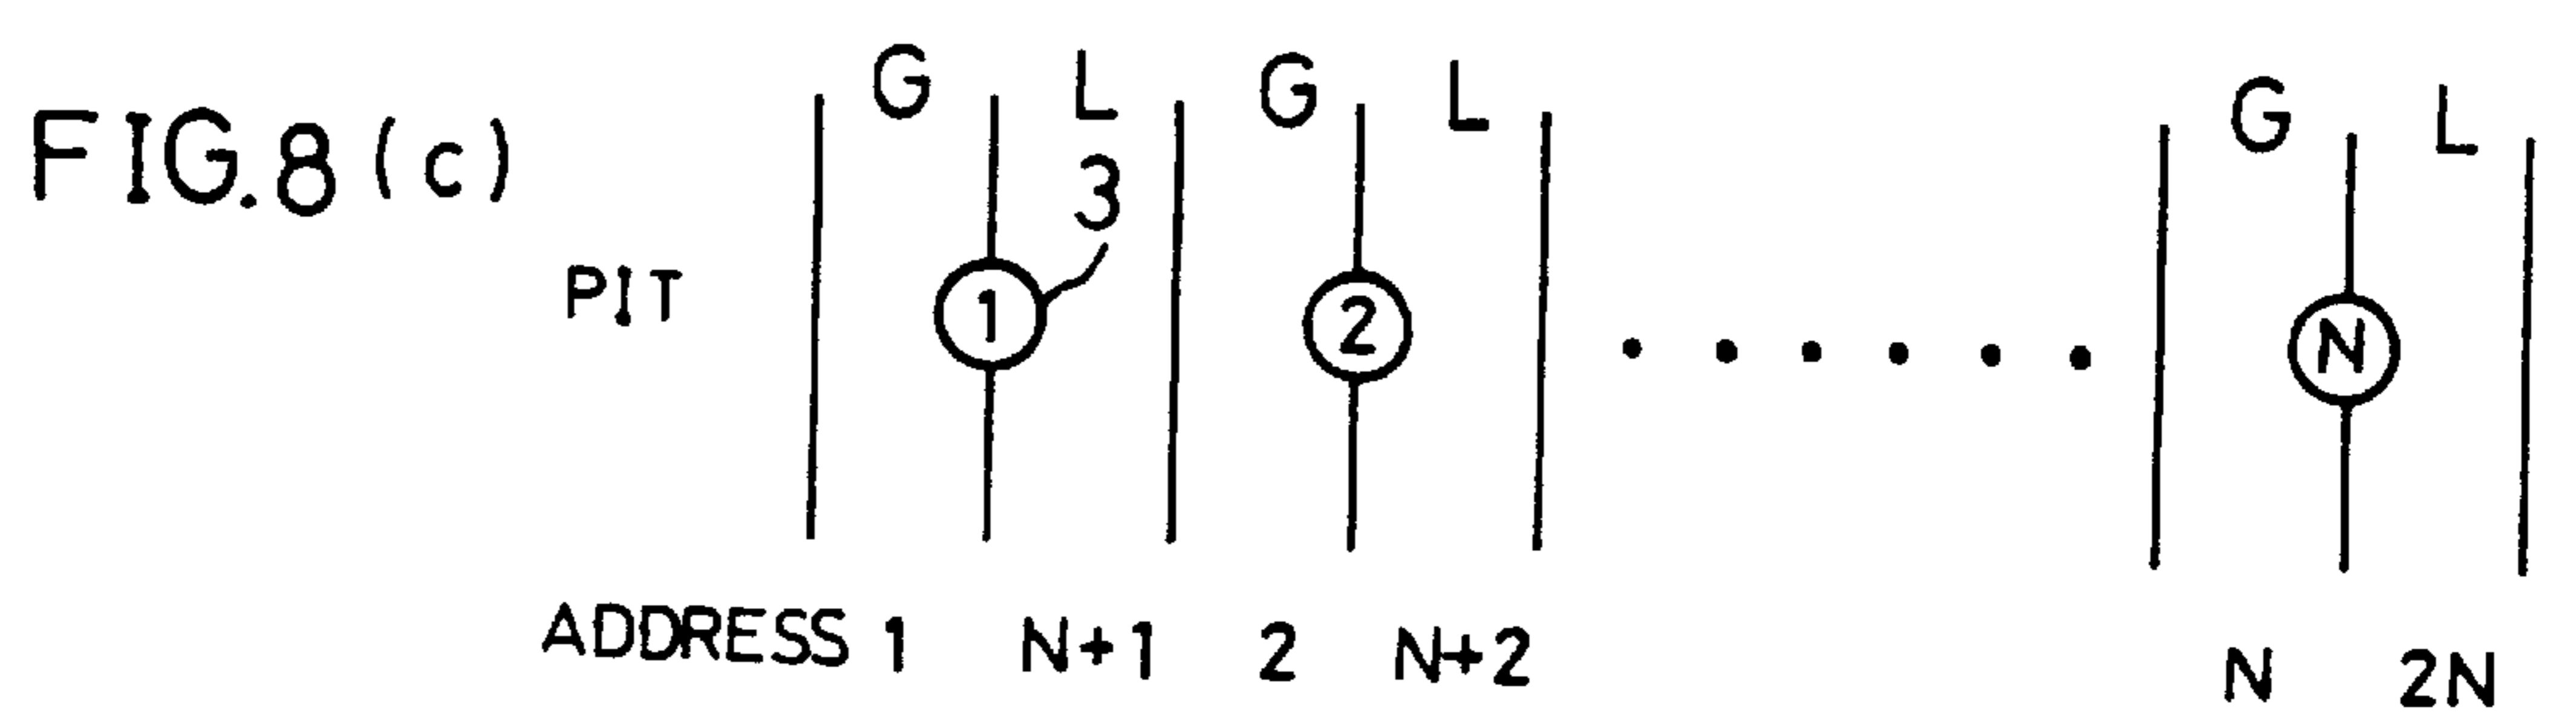 FIG.8(c)
G L G L G L
3
PIT 1 2 N
ADDRESS 1 N+1 2 N+2 N 2N